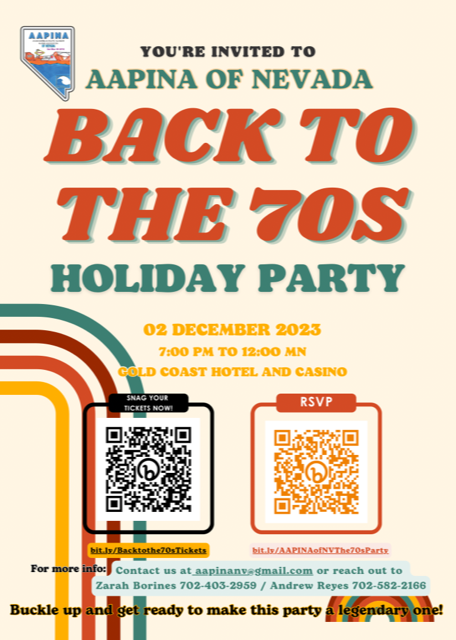 AAPINA
YOU'RE INVITED TO
AAPINA OF NEVADA
BACK TO
THE 70S
HOLIDAY PARTY
02 DECEMBER 2023
7:00 PM TO 12:00 MN
GOLD COAST HOTEL AND CASINO
SNAG YOUR
TICKETS NOW!
RSVP
bit.ly/Backtothe70sTickets
bit.ly/AAPINAofNVThe70sParty
For more info: Contact us at aapinanv@gmail.com or reach out to
Zarah Borines 702-403-2959 / Andrew Reyes 702-582-2166
Buckle up and get ready to make this party a legendary one!